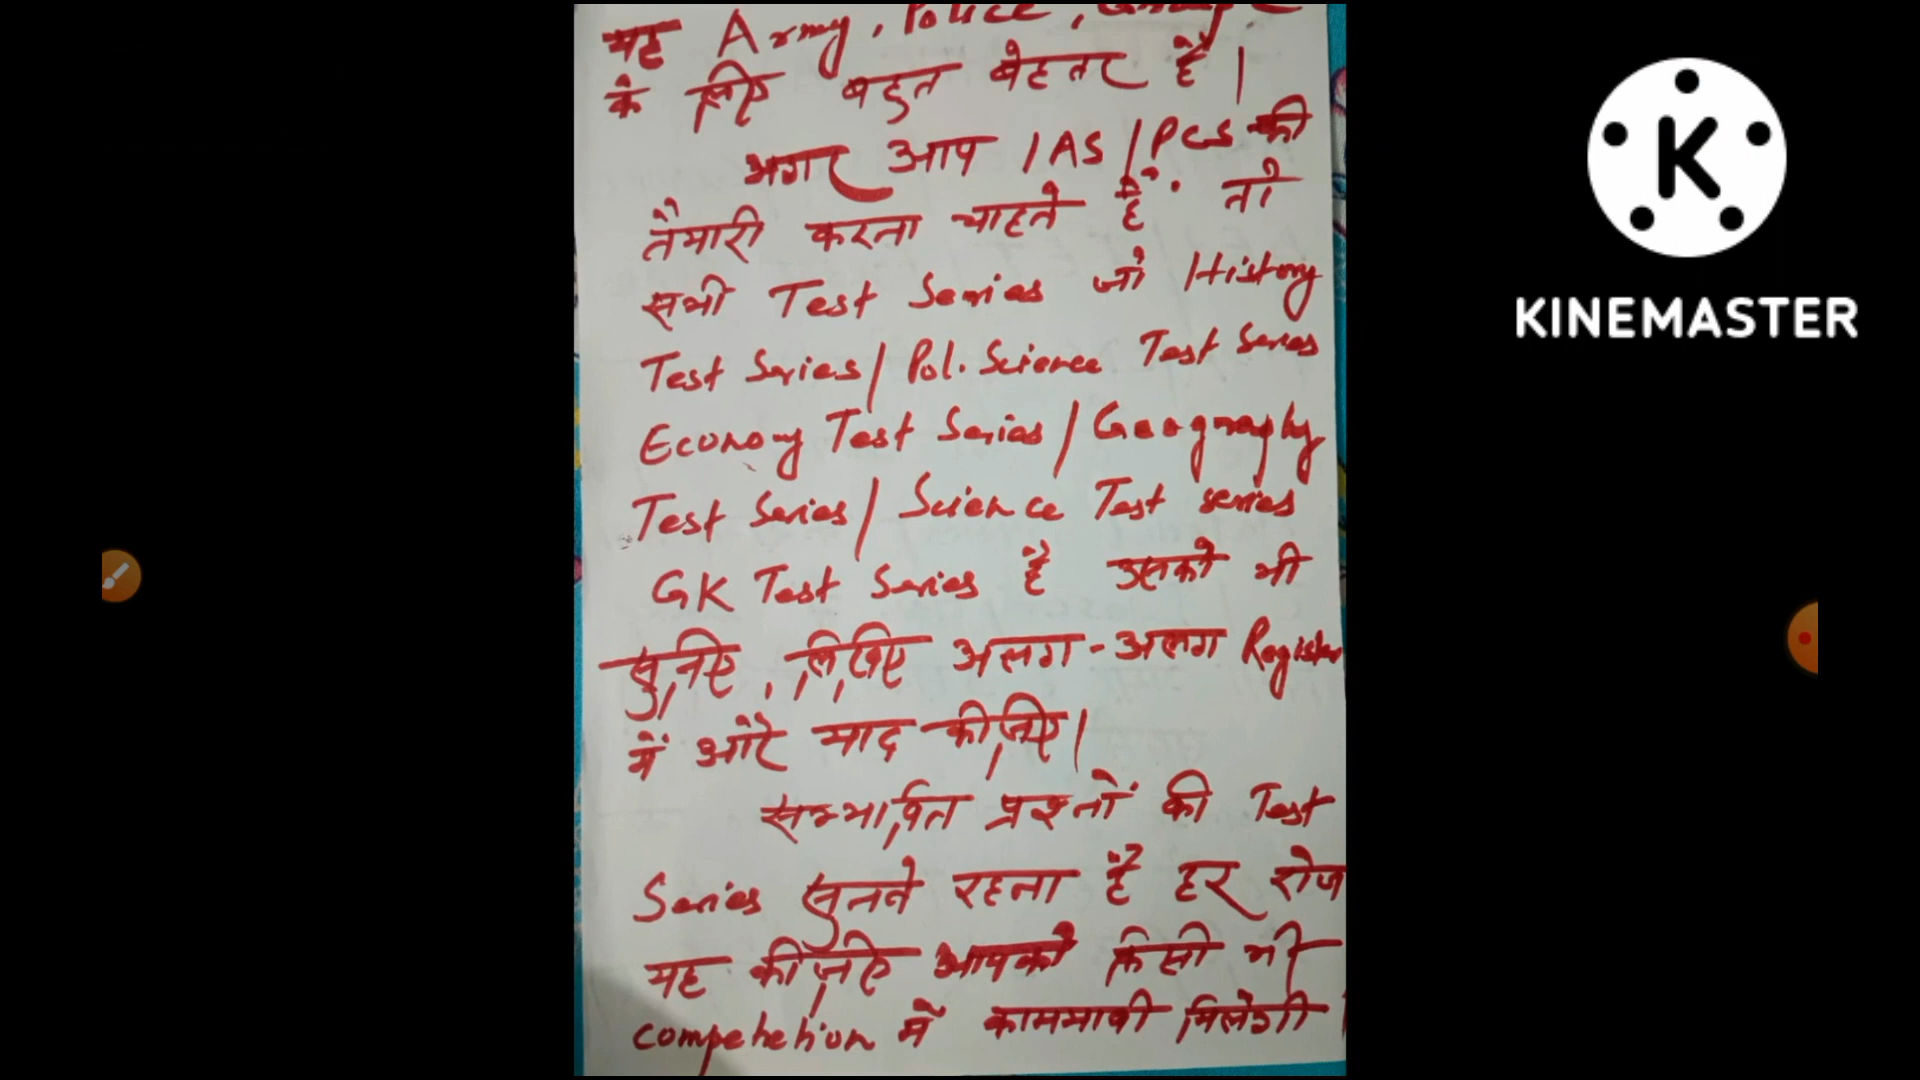 यह Army, Police,
के लिए बहुत बेहतर है।
अगर आप IAS/PCS की
तैयारी करना चाहते हैं. तो
सभी Test Series जो History
Test Series/Pol. Science Test Series
Economy Test Series/Geography
Test Series/Science Test series
GK Test Series है उसको भी
सुनिए, लिखिए अलग-अलग Register
में और याद कीजिए।
सम्भावित प्रश्नों की Test
Series सुनते रहना है हर रोज
यह कीजिए आपको किसी भी
competetion में कामयाबी मिलेगी।
K
KINEMASTER